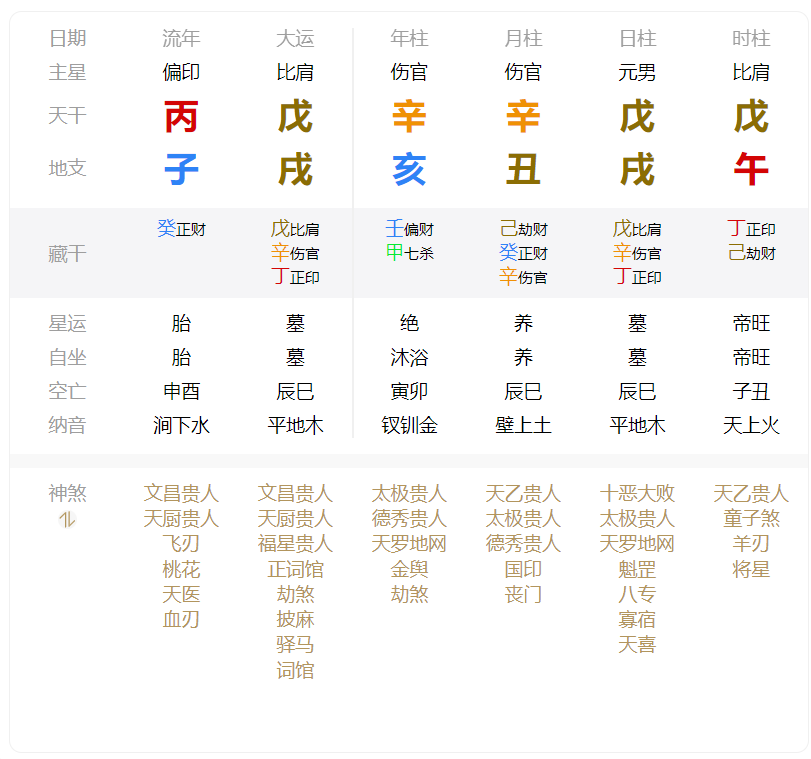 日期 流年 大运 年柱 月柱 日柱 时柱
主星 偏印 比肩 伤官 伤官 元男 比肩
天干 丙 戊 辛 辛 戊 戊
地支 子 戌 亥 丑 戌 午
癸正财 戊比肩 壬偏财 己劫财 戊比肩 丁正印
藏干 辛伤官 甲七杀 癸正财 辛伤官 己劫财
丁正印 辛伤官 丁正印
星运 胎 墓 绝 养 墓 帝旺
自坐 胎 墓 沐浴 养 墓 帝旺
空亡 申酉 辰巳 寅卯 辰巳 辰巳 子丑
纳音 涧下水 平地木 钗钏金 壁上土 平地木 天上火
神煞 文昌贵人 文昌贵人 太极贵人 天乙贵人 十恶大败 天乙贵人
天厨贵人 天厨贵人 德秀贵人 太极贵人 太极贵人 童子煞
飞刃 福星贵人 天罗地网 德秀贵人 天罗地网 羊刃
桃花 正词馆 金舆 国印 魁罡 将星
天医 劫煞 劫煞 丧门 八专
血刃 披麻 寡宿
驿马 天喜
词馆